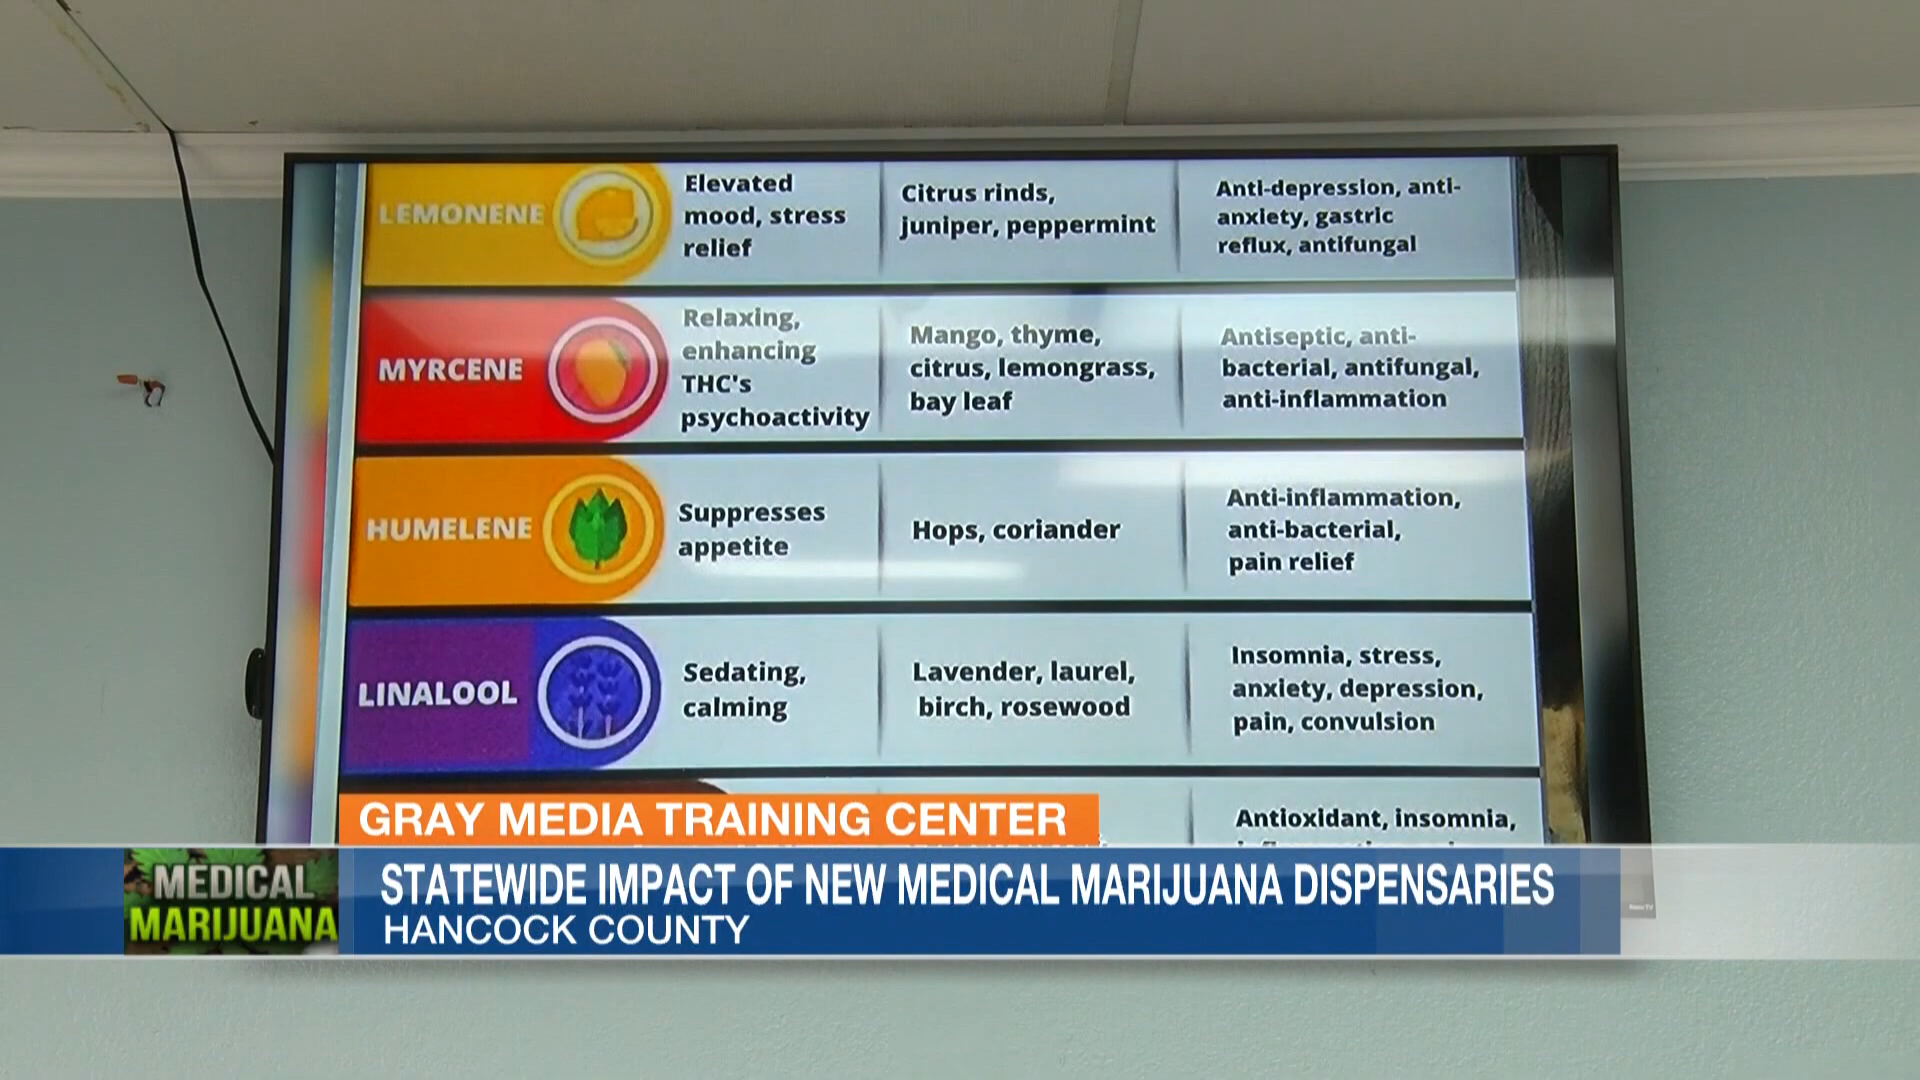 LEMONENE
Elevated
mood, stress
relief
Citrus rinds,
juniper, peppermint
Anti-depression, anti-
anxiety, gastric
reflux, antifungal
MYRCENE
Relaxing,
enhancing
THC's
psychoactivity
Mango, thyme,
citrus, lemongrass,
bay leaf
Antiseptic, anti-
bacterial, antifungal,
anti-inflammation
HUMELENE
Suppresses
appetite
Hops, coriander
Anti-inflammation,
anti-bacterial,
pain relief
LINALOOL
Sedating,
calming
Lavender, laurel,
birch, rosewood
Insomnia, stress,
anxiety, depression,
pain, convulsion
Antioxidant, insomnia,
GRAY MEDIA TRAINING CENTER
MEDICAL
MARIJUANA
STATEWIDE IMPACT OF NEW MEDICAL MARIJUANA DISPENSARIES
HANCOCK COUNTY